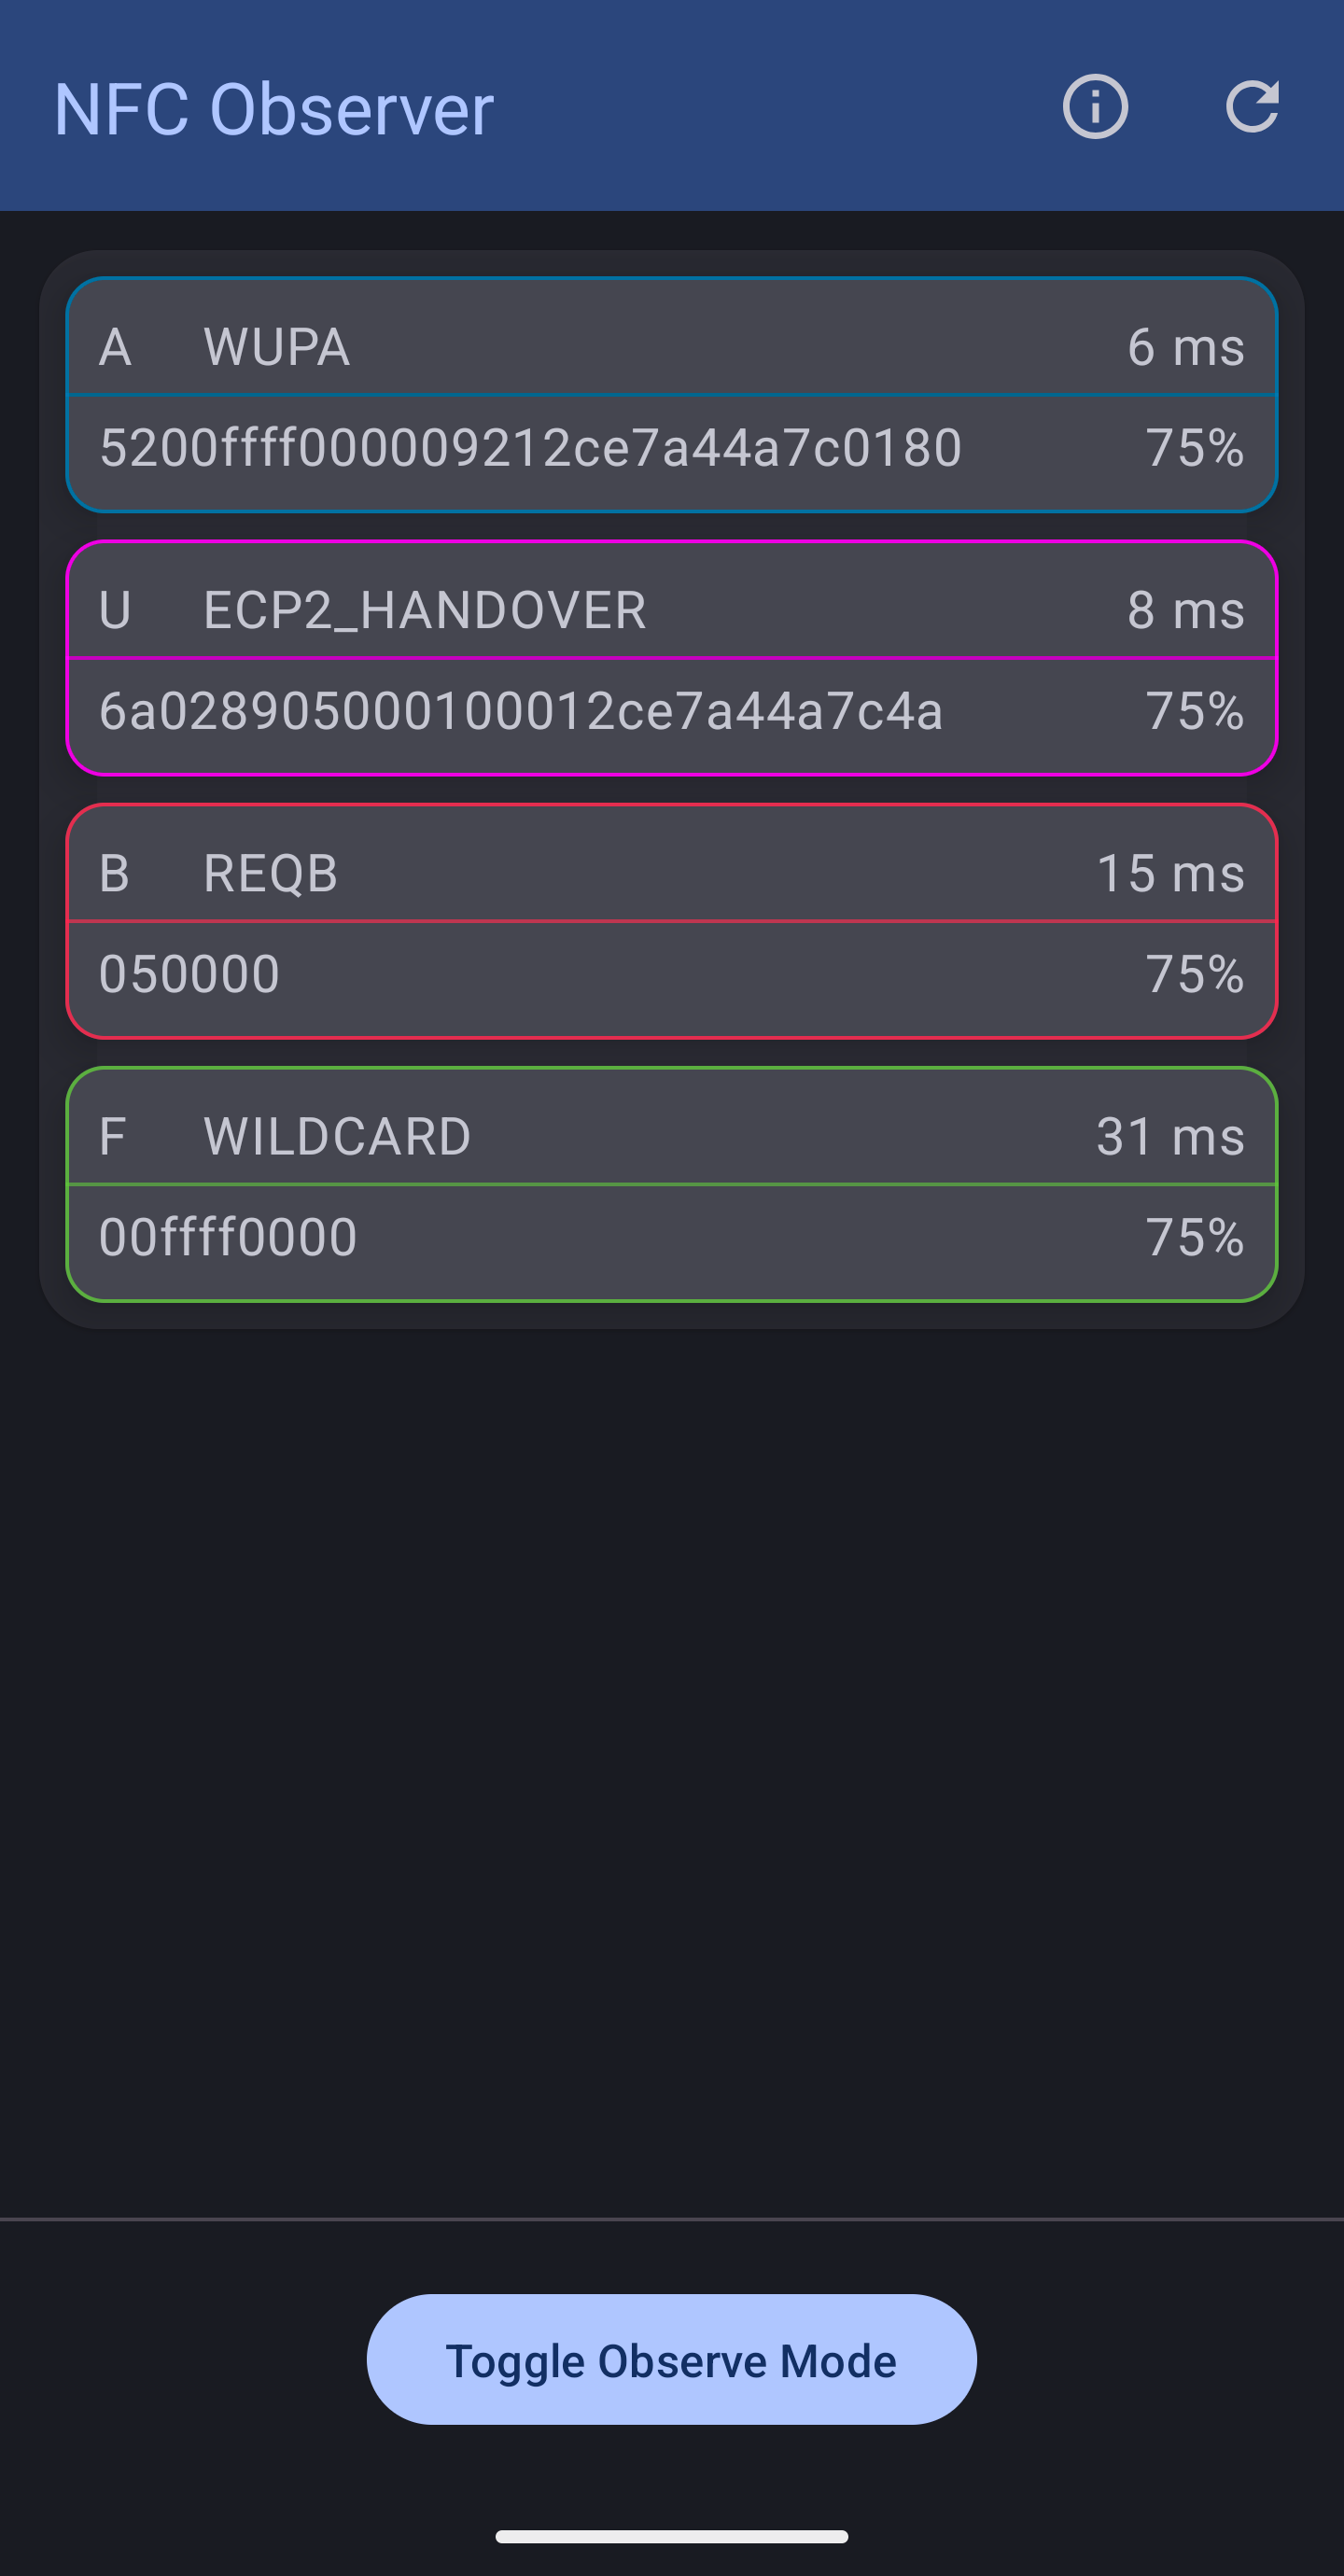 NFC Observer
A WUPA 6 ms
5200ffff000009212ce7a44a7c0180 75%
U ECP2_HANDOVER 8 ms
6a028905000100012ce7a44a7c4a 75%
B REQB 15 ms
050000 75%
F WILDCARD 31 ms
00ffff0000 75%
Toggle Observe Mode